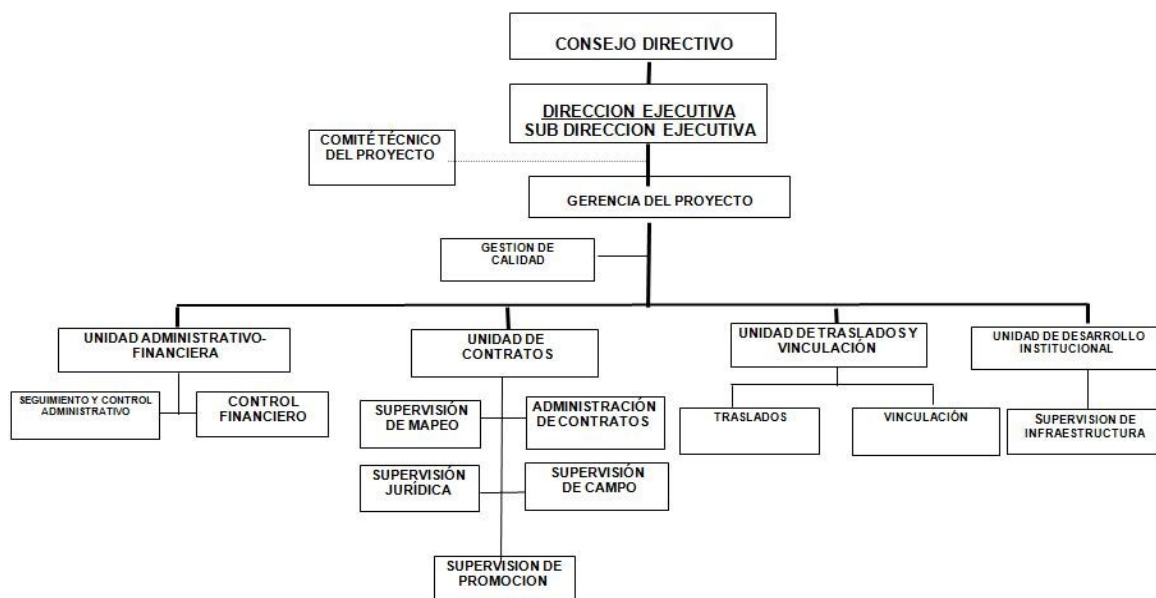 CONSEJO DIRECTIVO
DIRECCION EJECUTIVA
SUB DIRECCION EJECUTIVA
COMITÉ TÉCNICO
DEL PROYECTO
GERENCIA DEL PROYECTO
GESTION DE
CALIDAD
UNIDAD ADMINISTRATIVO-
FINANCIERA
UNIDAD DE
CONTRATOS
UNIDAD DE TRASLADOS Y
VINCULACIÓN
UNIDAD DE DESARROLLO
INSTITUCIONAL
SEGUIMIENTO Y CONTROL
ADMINISTRATIVO
CONTROL
FINANCIERO
SUPERVISIÓN
DE MAPEO
ADMINISTRACIÓN
DE CONTRATOS
TRASLADOS
VINCULACIÓN
SUPERVISION DE
INFRAESTRUCTURA
SUPERVISIÓN
JURÍDICA
SUPERVISIÓN
DE CAMPO
SUPERVISION DE
PROMOCION